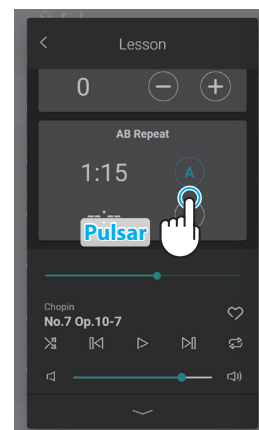 Lesson
0
AB Repeat
1:15
A
--:--
Pulsar
Chopin
No.7 Op.10-7